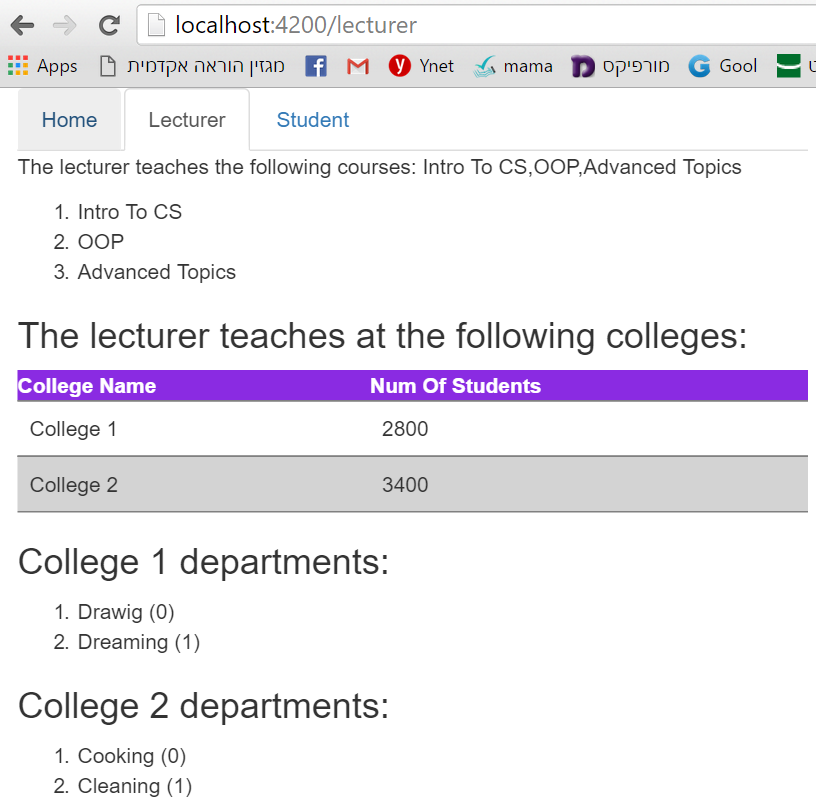 localhost:4200/lecturer
Apps מגזין הוראה אקדמית Ynet mama מורפיקס Gool
Home Lecturer Student
The lecturer teaches the following courses: Intro To CS,OOP,Advanced Topics
1. Intro To CS
2. OOP
3. Advanced Topics
The lecturer teaches at the following colleges:
College Name Num Of Students
College 1 2800
College 2 3400
College 1 departments:
1. Drawig (0)
2. Dreaming (1)
College 2 departments:
1. Cooking (0)
2. Cleaning (1)